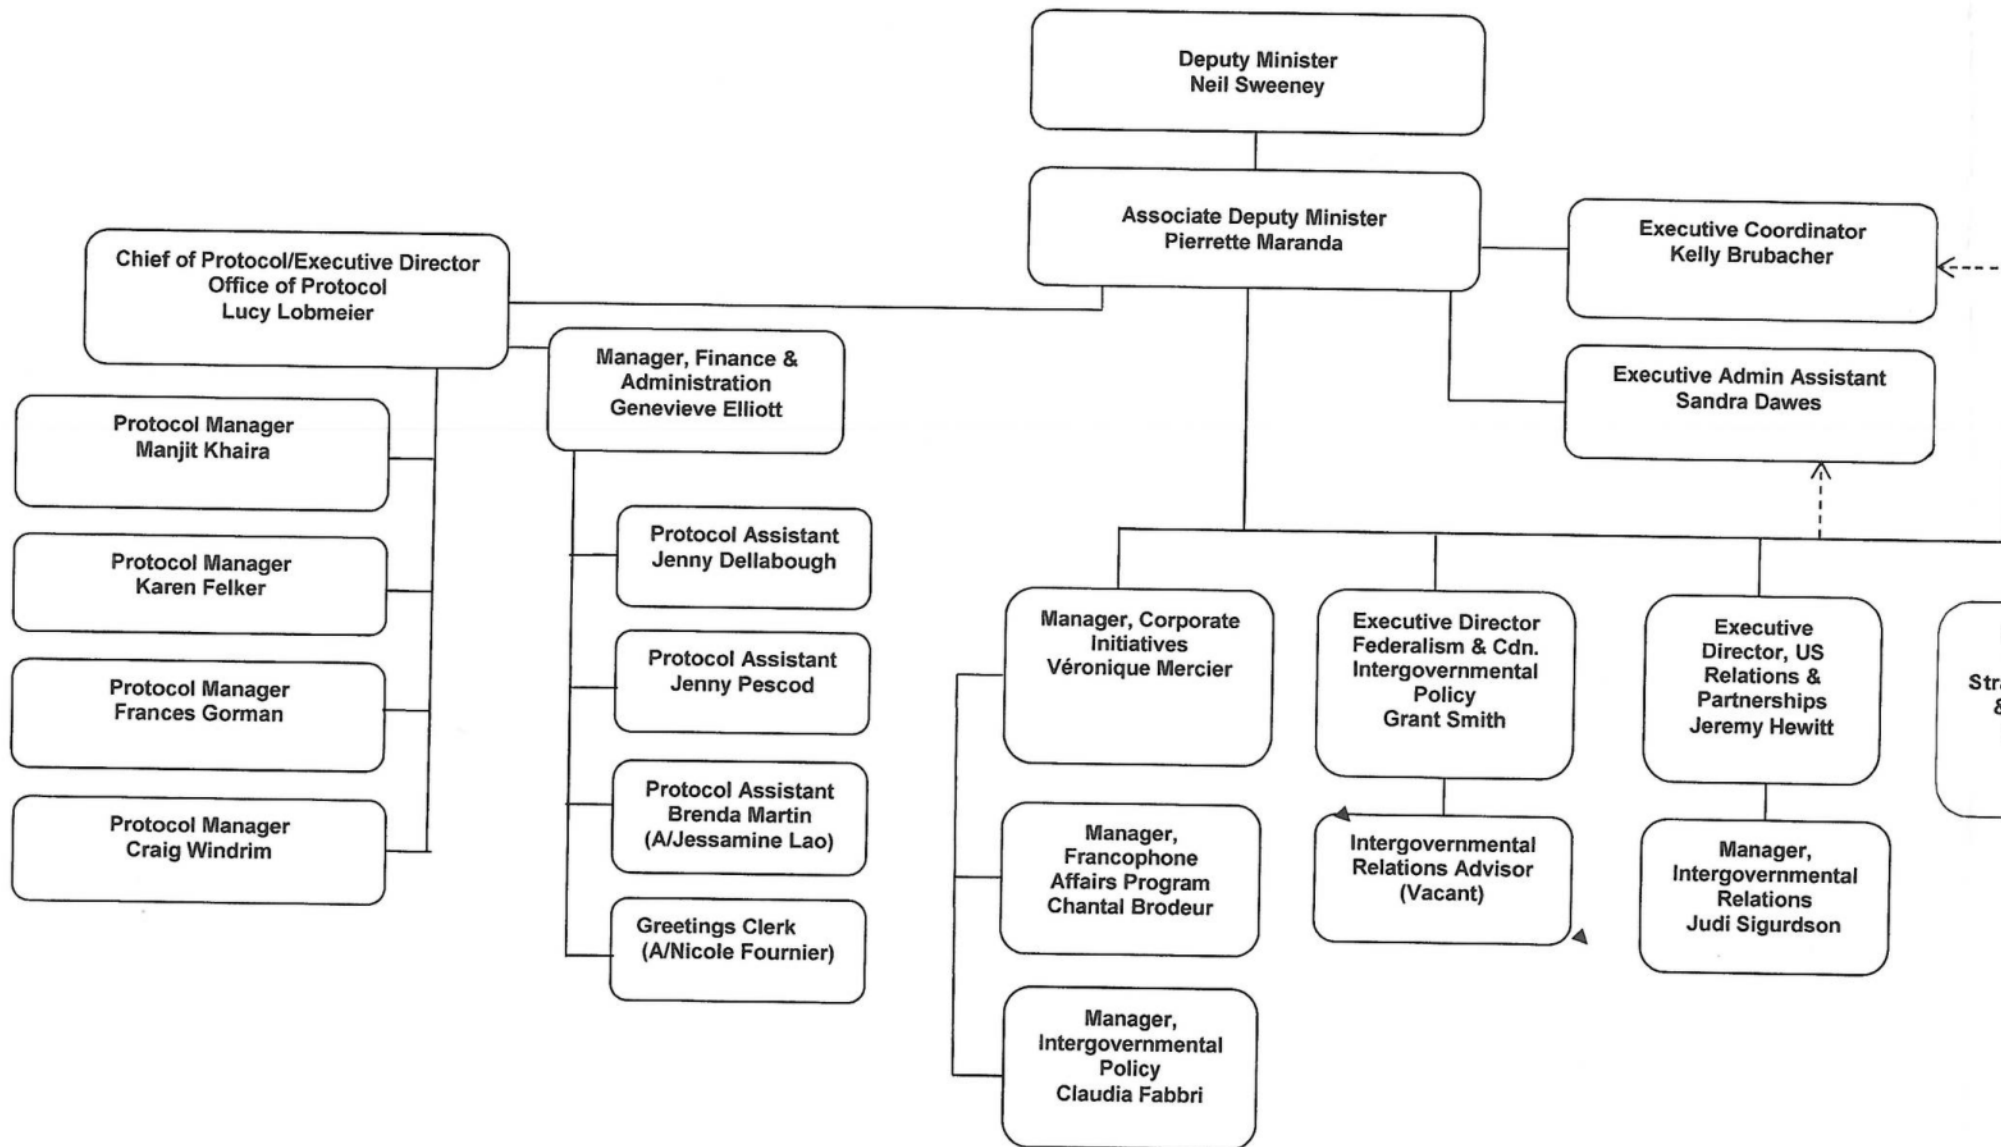 Deputy Minister
Neil Sweeney
Associate Deputy Minister
Pierrette Maranda
Executive Coordinator
Kelly Brubacher
Executive Admin Assistant
Sandra Dawes
Chief of Protocol/Executive Director
Office of Protocol
Lucy Lobmeier
Manager, Finance &
Administration
Genevieve Elliott
Protocol Manager
Manjit Khaira
Protocol Manager
Karen Felker
Protocol Manager
Frances Gorman
Protocol Manager
Craig Windrim
Protocol Assistant
Jenny Dellabough
Protocol Assistant
Jenny Pescod
Protocol Assistant
Brenda Martin
(A/Jessamine Lao)
Greetings Clerk
(A/Nicole Fournier)
Manager, Corporate
Initiatives
Véronique Mercier
Manager,
Francophone
Affairs Program
Chantal Brodeur
Manager,
Intergovernmental
Policy
Claudia Fabbri
Executive Director
Federalism & Cdn.
Intergovernmental
Policy
Grant Smith
Intergovernmental
Relations Advisor
(Vacant)
Executive
Director, US
Relations &
Partnerships
Jeremy Hewitt
Manager,
Intergovernmental
Relations
Judi Sigurdson
&